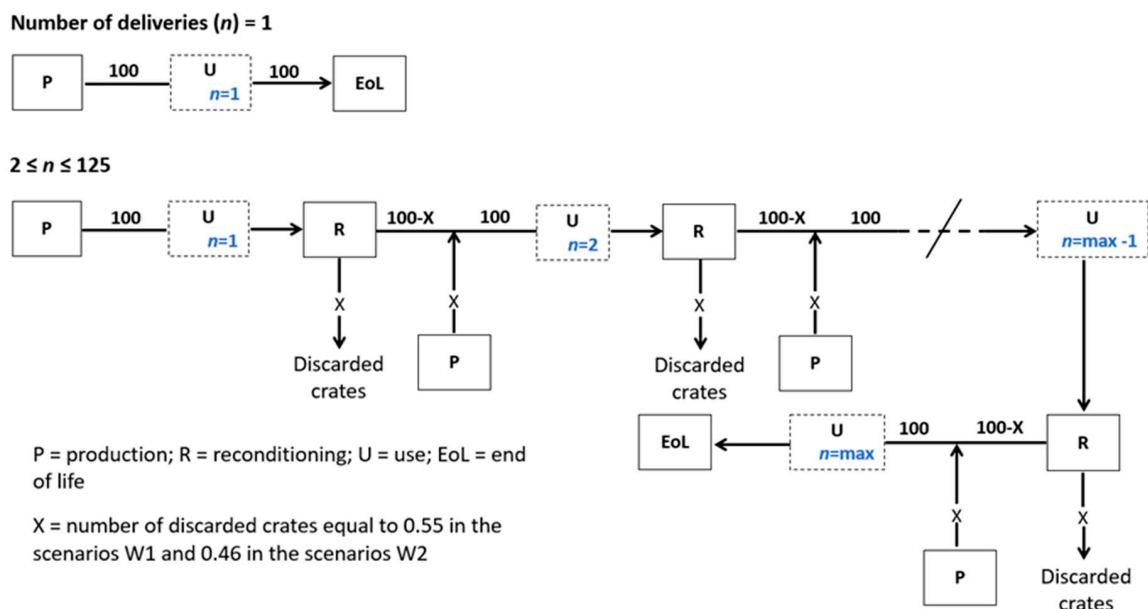 Number of deliveries (n) = 1
P
100
U
n=1
100
EoL
2 ≤ n ≤ 125
P
100
U
n=1
R
100-X
100
U
n=2
R
100-X
100
U
n=max -1
X
X
X
X
Discarded
crates
P
Discarded
crates
P
EoL
U
n=max
100
100-X
R
X
X
P
Discarded
crates
P = production; R = reconditioning; U = use; EoL = end
of life
X = number of discarded crates equal to 0.55 in the
scenarios W1 and 0.46 in the scenarios W2